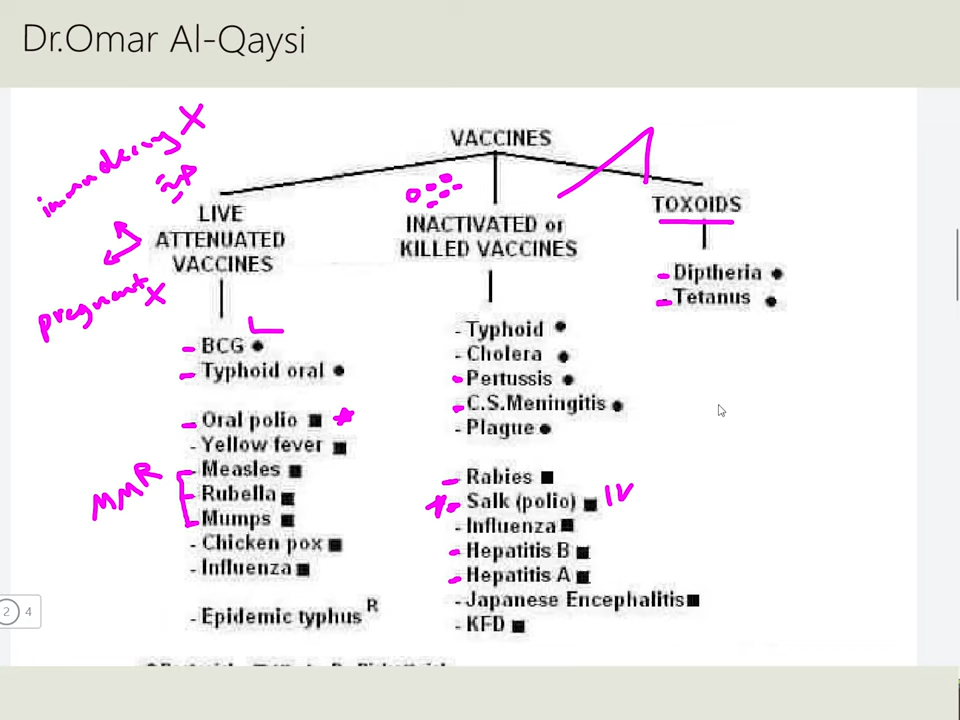 Dr.Omar Al-Qaysi
VACCINES
LIVE
ATTENUATED
VACCINES
INACTIVATED or
KILLED VACCINES
TOXOIDS
- Diptheria ●
- Tetanus ●
pregnant X
- BCG ●
- Typhoid oral ●
- Oral polio ■
- Yellow fever ■
- Measles ■
- Rubella ■
- Mumps ■
MMR
- Chicken pox ■
- Influenza ■
- Epidemic typhus R
- Typhoid ●
- Cholera ●
- Pertussis ●
- C.S.Meningitis ●
- Plague ●
- Rabies ■
- Salk (polio) ■ IV
- Influenza ■
- Hepatitis B ■
- Hepatitis A ■
- Japanese Encephalitis ■
- KFD ■
2 4